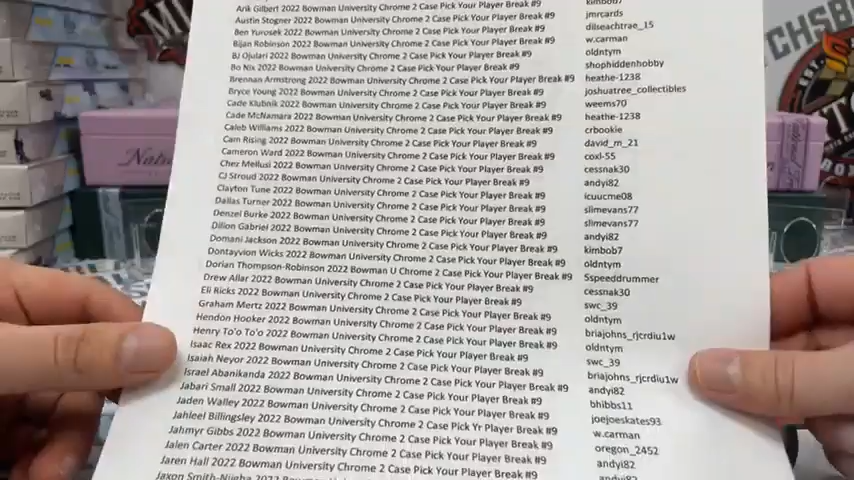 Arik Gilbert 2022 Bowman University Chrome 2 Case Pick Your Player Break #9 kimbob7
Austin Stogner 2022 Bowman University Chrome 2 Case Pick Your Player Break #9 jmrcards
Ben Yurosek 2022 Bowman University Chrome 2 Case Pick Your Player Break #9 dilseachtrae_15
Bijan Robinson 2022 Bowman University Chrome 2 Case Pick Your Player Break #9 w.carman
BJ Ojulari 2022 Bowman University Chrome 2 Case Pick Your Player Break #9 oldntym
Bo Nix 2022 Bowman University Chrome 2 Case Pick Your Player Break #9 shophiddenhobby
Brennan Armstrong 2022 Bowman University Chrome 2 Case Pick Your Player Break #9 heathe-1238
Bryce Young 2022 Bowman University Chrome 2 Case Pick Your Player Break #9 joshuatree_collectibles
Cade Klubnik 2022 Bowman University Chrome 2 Case Pick Your Player Break #9 weems70
Cade McNamara 2022 Bowman University Chrome 2 Case Pick Your Player Break #9 heathe-1238
Caleb Williams 2022 Bowman University Chrome 2 Case Pick Your Player Break #9 crbookie
Cam Rising 2022 Bowman University Chrome 2 Case Pick Your Player Break #9 david_m_21
Cameron Ward 2022 Bowman University Chrome 2 Case Pick Your Player Break #9 coxl-55
Chez Mellusi 2022 Bowman University Chrome 2 Case Pick Your Player Break #9 cessnak30
CJ Stroud 2022 Bowman University Chrome 2 Case Pick Your Player Break #9 andyi82
Clayton Tune 2022 Bowman University Chrome 2 Case Pick Your Player Break #9 icuucme08
Dallas Turner 2022 Bowman University Chrome 2 Case Pick Your Player Break #9 slimevans77
Denzel Burke 2022 Bowman University Chrome 2 Case Pick Your Player Break #9 slimevans77
Dillon Gabriel 2022 Bowman University Chrome 2 Case Pick Your Player Break #9 andyi82
Domani Jackson 2022 Bowman University Chrome 2 Case Pick Your Player Break #9 kimbob7
Dontayvion Wicks 2022 Bowman University Chrome 2 Case Pick Your Player Break #9 oldntym
Dorian Thompson-Robinson 2022 Bowman U Chrome 2 Case Pick Your Player Break #9 Sspeeddrummer
Drew Allar 2022 Bowman University Chrome 2 Case Pick Your Player Break #9 cessnak30
Eli Ricks 2022 Bowman University Chrome 2 Case Pick Your Player Break #9 swc_39
Graham Mertz 2022 Bowman University Chrome 2 Case Pick Your Player Break #9 oldntym
Hendon Hooker 2022 Bowman University Chrome 2 Case Pick Your Player Break #9 briajohns_rjcrdiu1w
Henry To'o To'o 2022 Bowman University Chrome 2 Case Pick Your Player Break #9 oldntym
Isaac Rex 2022 Bowman University Chrome 2 Case Pick Your Player Break #9 swc_39
Isaiah Neyor 2022 Bowman University Chrome 2 Case Pick Your Player Break #9 briajohns_rjcrdiu1w
Israel Abanikanda 2022 Bowman University Chrome 2 Case Pick Your Player Break #9 andyi82
Jabari Small 2022 Bowman University Chrome 2 Case Pick Your Player Break #9 bhibbs11
Jaden Walley 2022 Bowman University Chrome 2 Case Pick Yr Player Break #9 joejoeskates93
Jahleel Billingsley 2022 Bowman University Chrome 2 Case Pick Your Player Break #9 w.carman
Jahmyr Gibbs 2022 Bowman University Chrome 2 Case Pick Your Player Break #9 oregon_2452
Jalen Carter 2022 Bowman University Chrome 2 Case Pick Your Player Break #9 andyi82
Jaren Hall 2022 Bowman University Chrome 2 Case Pick Your Player Break #9 andyi82
Jaxon Smith-Njigba 2022 Bowman